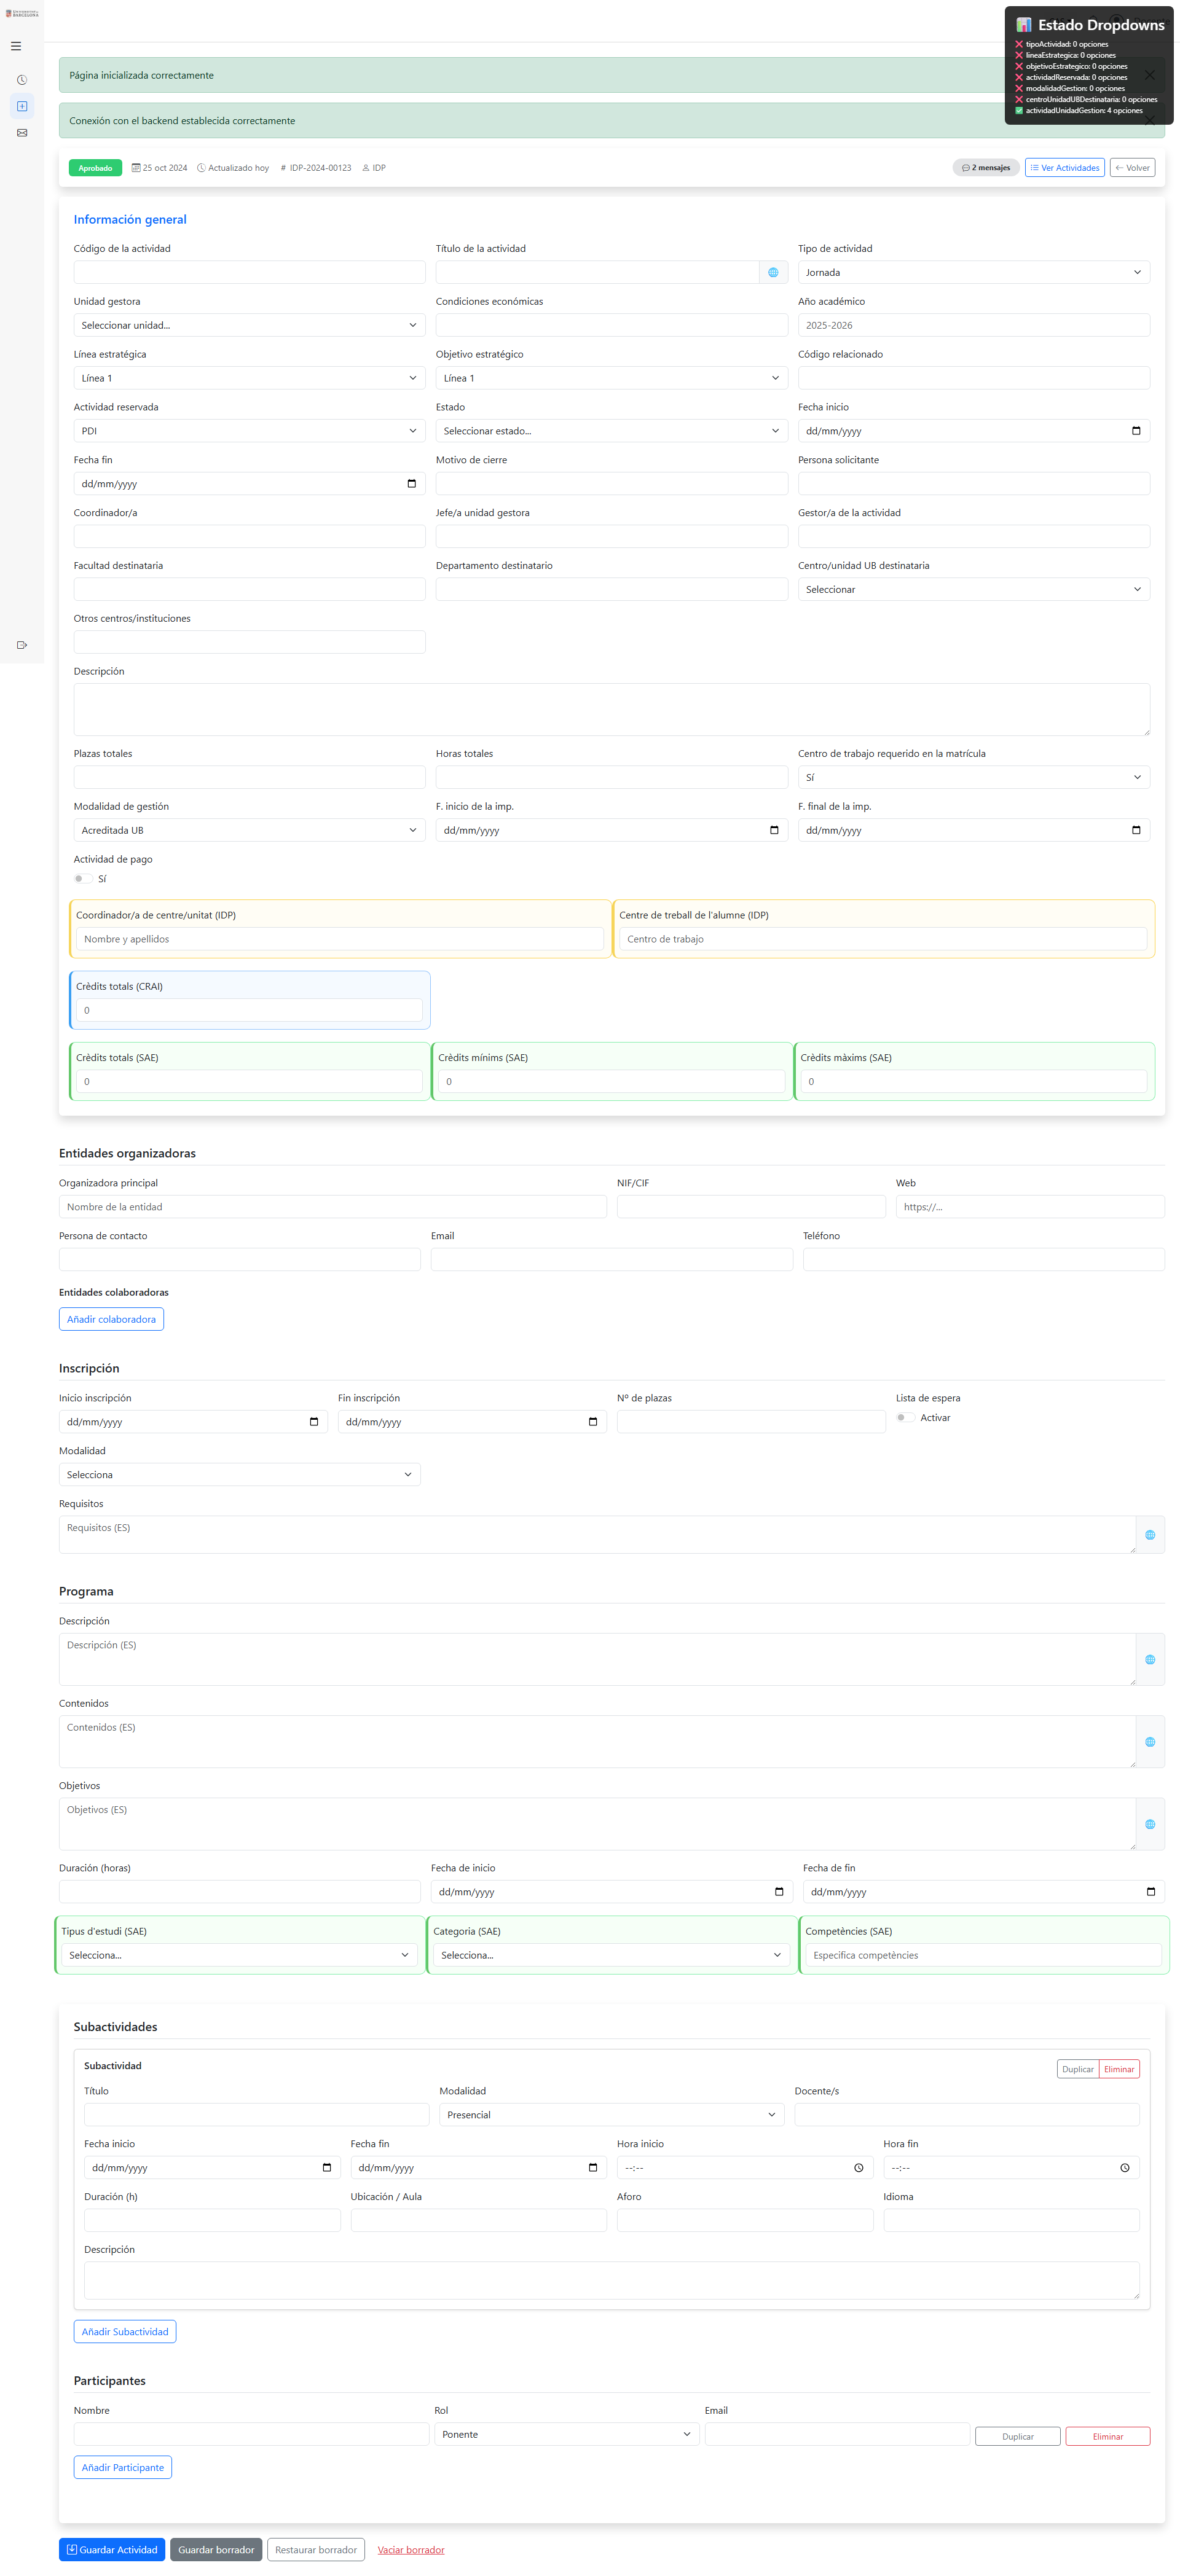 UNIVERSITAT DE
BARCELONA
Estado Dropdowns
tipoActividad: 0 opciones
lineaEstrategica: 0 opciones
objetivoEstrategico: 0 opciones
actividadReservada: 0 opciones
modalidadGestion: 0 opciones
centroUnidadUBDestinataria: 0 opciones
actividadUnidadGestion: 4 opciones
Página inicializada correctamente
Conexión con el backend establecida correctamente
Aprobado 25 oct 2024 Actualizado hoy # IDP-2024-00123 IDP 2 mensajes Ver Actividades Volver
Información general
Código de la actividad Título de la actividad Tipo de actividad
Jornada
Unidad gestora Condiciones económicas Año académico
Seleccionar unidad... 2025-2026
Línea estratégica Objetivo estratégico Código relacionado
Línea 1 Línea 1
Actividad reservada Estado Fecha inicio
PDI Seleccionar estado... dd/mm/yyyy
Fecha fin Motivo de cierre Persona solicitante
dd/mm/yyyy
Coordinador/a Jefe/a unidad gestora Gestor/a de la actividad
Facultad destinataria Departamento destinatario Centro/unidad UB destinataria
Seleccionar
Otros centros/instituciones
Descripción
Plazas totales Horas totales Centro de trabajo requerido en la matrícula
Sí
Modalidad de gestión F. inicio de la imp. F. final de la imp.
Acreditada UB dd/mm/yyyy dd/mm/yyyy
Actividad de pago
Sí
Coordinador/a de centre/unitat (IDP) Centre de treball de l'alumne (IDP)
Nombre y apellidos Centro de trabajo
Crèdits totals (CRAI)
0
Crèdits totals (SAE) Crèdits mínims (SAE) Crèdits màxims (SAE)
0 0 0
Entidades organizadoras
Organizadora principal NIF/CIF Web
Nombre de la entidad https://...
Persona de contacto Email Teléfono
Entidades colaboradoras
Añadir colaboradora
Inscripción
Inicio inscripción Fin inscripción Nº de plazas Lista de espera
dd/mm/yyyy dd/mm/yyyy Activar
Modalidad
Selecciona
Requisitos
Requisitos (ES)
Programa
Descripción
Descripción (ES)
Contenidos
Contenidos (ES)
Objetivos
Objetivos (ES)
Duración (horas) Fecha de inicio Fecha de fin
dd/mm/yyyy dd/mm/yyyy
Tipus d'estudi (SAE) Categoria (SAE) Competències (SAE)
Selecciona... Selecciona... Especifica competències
Subactividades
Subactividad Duplicar Eliminar
Título Modalidad Docente/s
Presencial
Fecha inicio Fecha fin Hora inicio Hora fin
dd/mm/yyyy dd/mm/yyyy --:-- --:--
Duración (h) Ubicación / Aula Aforo Idioma
Descripción
Añadir Subactividad
Participantes
Nombre Rol Email
Ponente Duplicar Eliminar
Añadir Participante
Guardar Actividad Guardar borrador Restaurar borrador Vaciar borrador